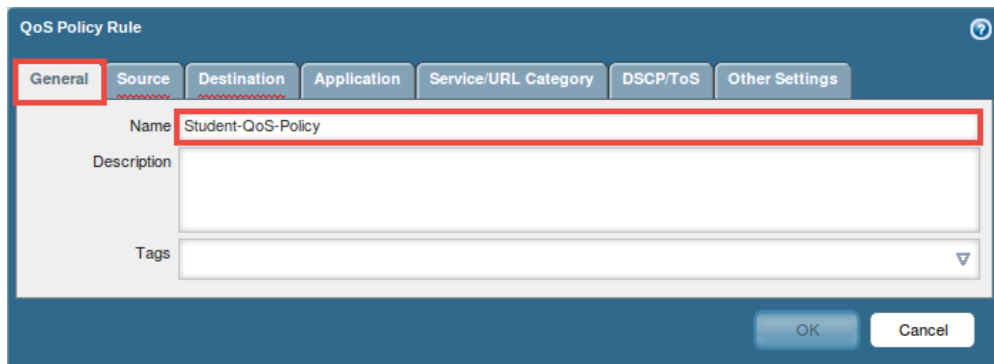 QoS Policy Rule
General Source Destination Application Service/URL Category DSCP/ToS Other Settings
Name Student-QoS-Policy
Description
Tags
OK Cancel